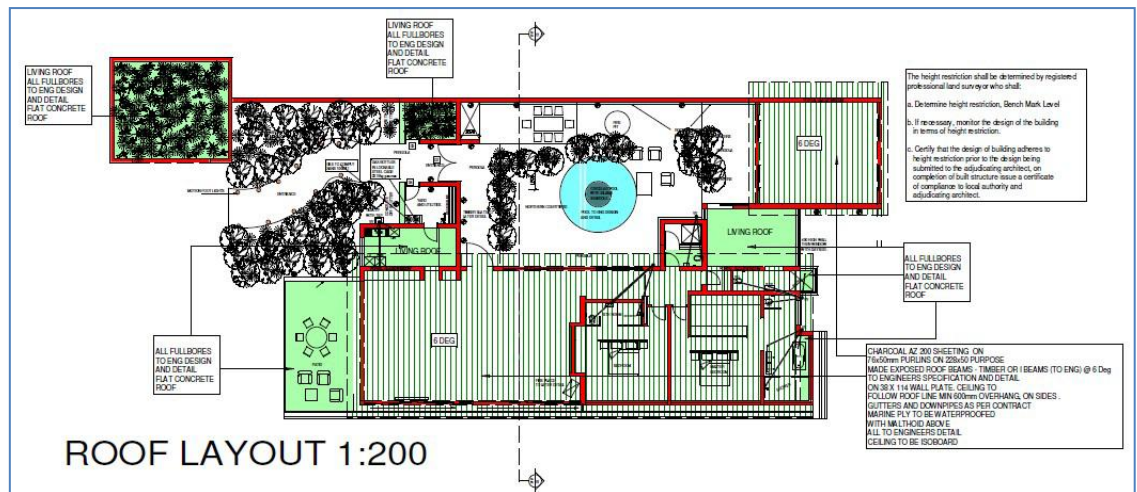 LIVING ROOF
ALL FULLBORES
TO ENG DESIGN
AND DETAIL
FLAT CONCRETE
ROOF
LIVING ROOF
ALL FULLBORES
TO ENG DESIGN
AND DETAIL
FLAT CONCRETE
ROOF
The height restriction shall be determined by registered
professional land surveyor who shall:
a. Determine height restriction, Bench Mark Level
b. If necessary, monitor the design of the building
in terms of height restriction.
c. Certify that the design of building adheres to
height restriction prior to the design being
submitted to the adjudicating architect, on
completion of built structure issue a certificate
of compliance to local authority and
adjudicating architect.
6 DEG
ENTRANCE
LIVING ROOF
LIVING ROOF
ALL FULLBORES
TO ENG DESIGN
AND DETAIL
FLAT CONCRETE
ROOF
6 DEG
PATIO
BEDROOM
ALL FULLBORES
TO ENG DESIGN
AND DETAIL
FLAT CONCRETE
ROOF
CHARCOAL AZ 200 SHEETING ON
76x50mm PURLINS ON 228x50 PURPOSE
MADE EXPOSED ROOF BEAMS - TIMBER OR I BEAMS (TO ENG) @ 6 Deg
TO ENGINEERS SPECIFICATION AND DETAIL
ON 38 X 114 WALL PLATE. CEILING TO
FOLLOW ROOF LINE MIN 600mm OVERHANG, ON SIDES .
GUTTERS AND DOWNPIPES AS PER CONTRACT
MARINE PLY TO BE WATERPROOFED
WITH MALTHOID ABOVE
ALL TO ENGINEERS DETAIL
CEILING TO BE ISOBOARD
ROOF LAYOUT 1:200